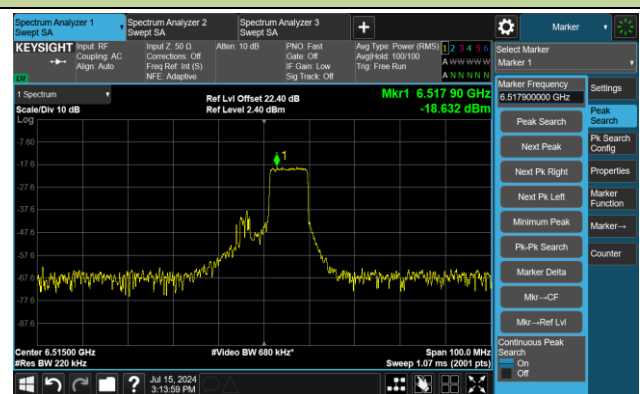 Spectrum Analyzer 1
Swept SA
Spectrum Analyzer 2
Swept SA
Spectrum Analyzer 3
Swept SA
Marker
KEYSIGHT
Input: RF
Coupling: AC
Align: Auto
Input Z: 50 Ω
Corrections: Off
Freq Ref: Int (S)
NFE: Adaptive
Atten: 10 dB
PNO: Fast
Gate: Off
IF Gain: Low
Sig Track: Off
Avg Type: Power (RMS)
Avg|Hold: 100/100
Trig: Free Run
1 2 3 4 5 6
A W W W W W
A N N N N N
LXI
Select Marker
Marker 1
1 Spectrum
Scale/Div 10 dB
Log
Ref Lvl Offset 22.40 dB
Ref Level 2.40 dBm
Mkr1 6.517 90 GHz
-18.632 dBm
1
-7.60
-17.6
-27.6
-37.6
-47.6
-57.6
-67.6
-77.6
-87.6
Center 6.51500 GHz
#Res BW 220 kHz
#Video BW 680 kHz*
Span 100.0 MHz
Sweep 1.07 ms (2001 pts)
Marker Frequency
6.517900000 GHz
Peak Search
Next Peak
Next Pk Right
Next Pk Left
Minimum Peak
Pk-Pk Search
Marker Delta
Mkr→CF
Mkr→Ref Lvl
Continuous Peak
Search
On
Off
Settings
Peak
Search
Pk Search
Config
Properties
Marker
Function
Marker→
Counter
Jul 15, 2024
3:13:59 PM